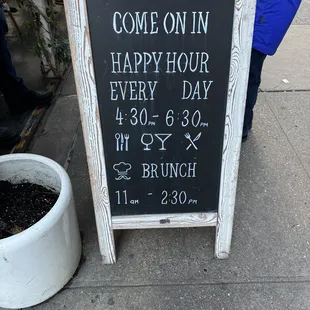 COME ON IN
HAPPY HOUR
EVERY DAY
4:30PM - 6:30PM
BRUNCH
11AM - 2:30PM